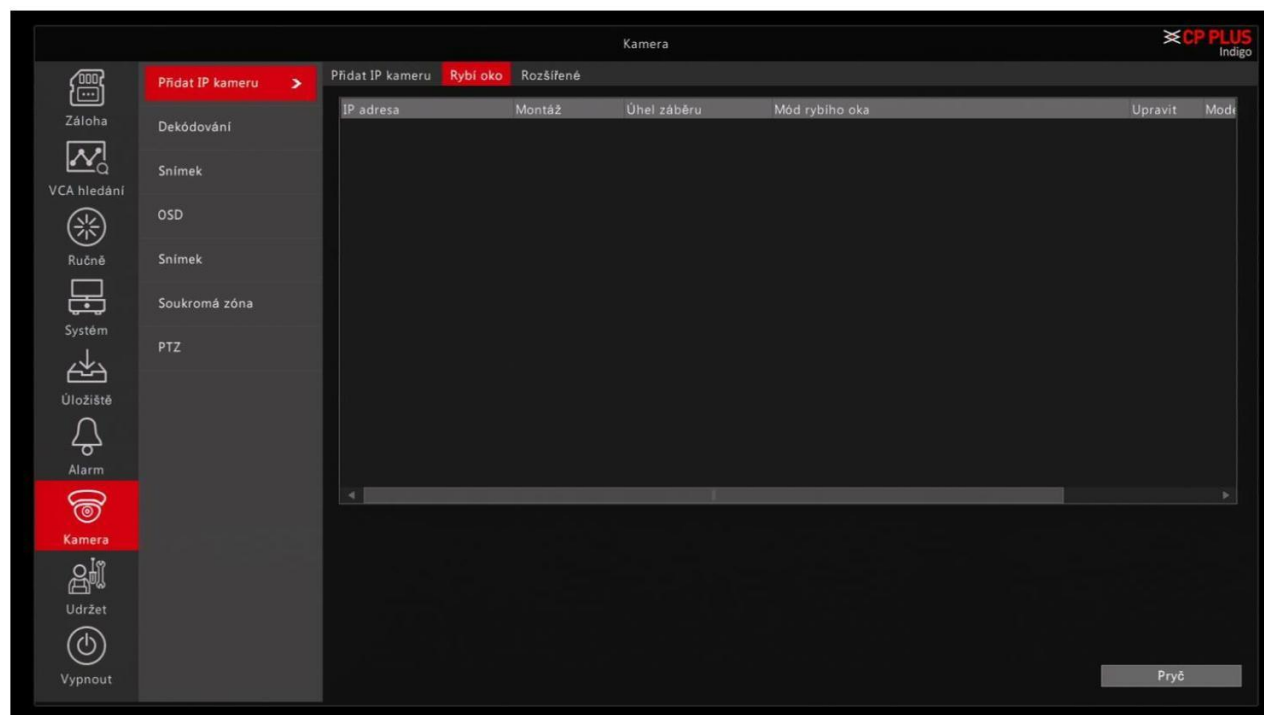 Kamera
CP PLUS
Indigo
Záloha
VCA hledání
Ručně
Systém
Úložiště
Alarm
Kamera
Udržet
Vypnout
Přidat IP kameru
Dekódování
Snímek
OSD
Snímek
Soukromá zóna
PTZ
Přidat IP kameru Rybí oko Rozšířené
IP adresa Montáž Úhel záběru Mód rybího oka Upravit Mode
Pryč